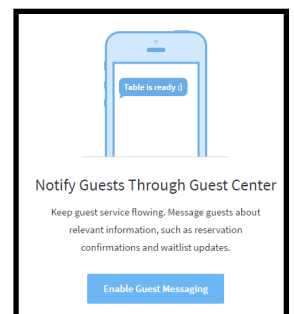 Table is ready :)
Notify Guests Through Guest Center
Keep guest service flowing. Message guests about
relevant information, such as reservation
confirmations and waitlist updates.
Enable Guest Messaging